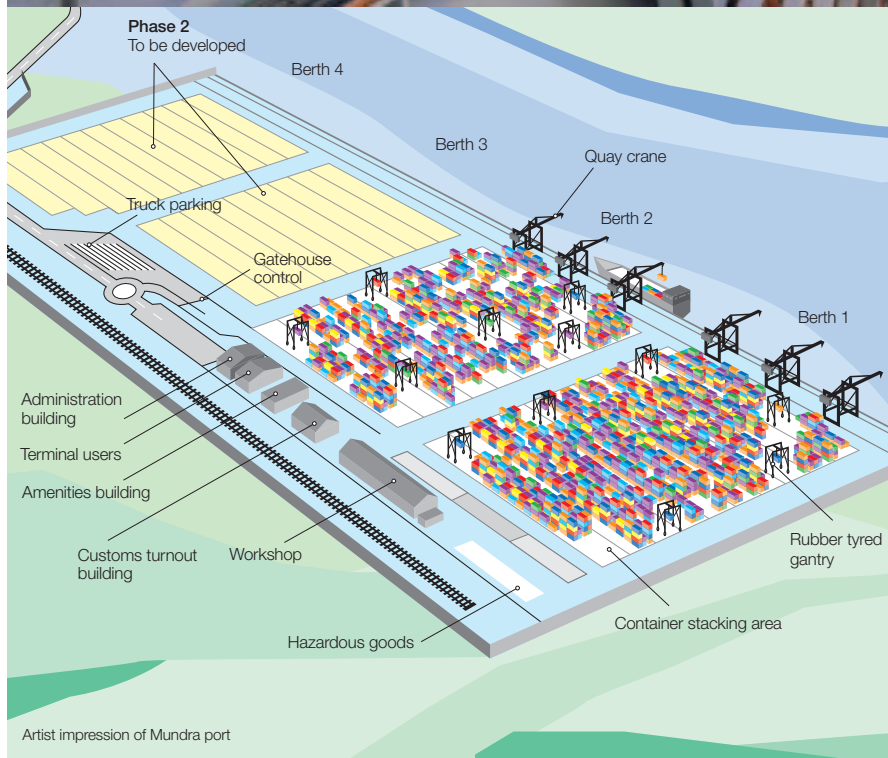 Phase 2
To be developed
Berth 4
Berth 3
Quay crane
Berth 2
Truck parking
Gatehouse
control
Berth 1
Administration
building
Terminal users
Amenities building
Customs turnout
building
Workshop
Rubber tyred
gantry
Container stacking area
Hazardous goods
Artist impression of Mundra port